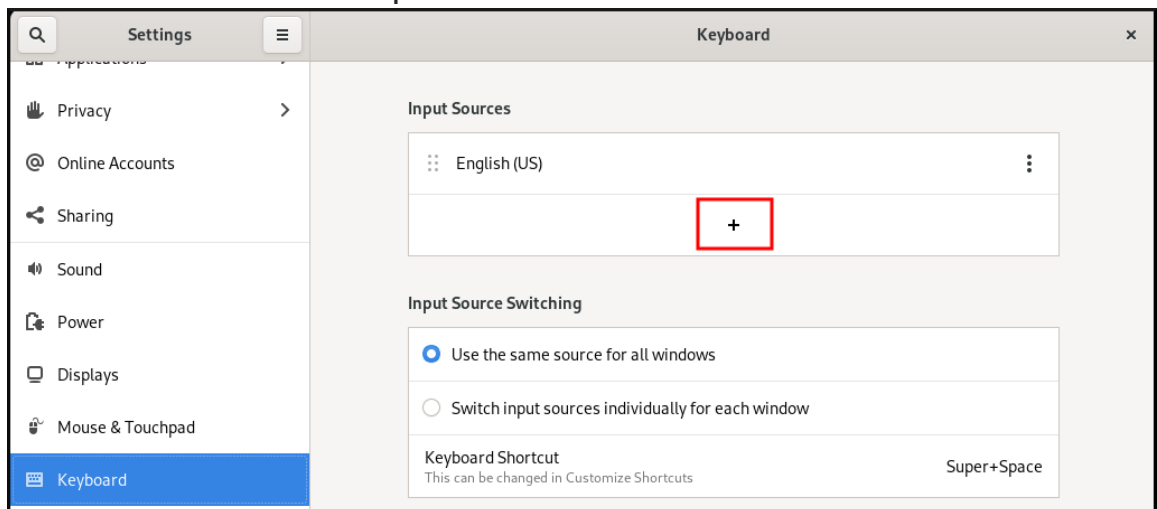 Settings
Keyboard
Privacy
Online Accounts
Sharing
Sound
Power
Displays
Mouse & Touchpad
Keyboard
Input Sources
English (US)
+
Input Source Switching
Use the same source for all windows
Switch input sources individually for each window
Keyboard Shortcut
This can be changed in Customize Shortcuts
Super+Space